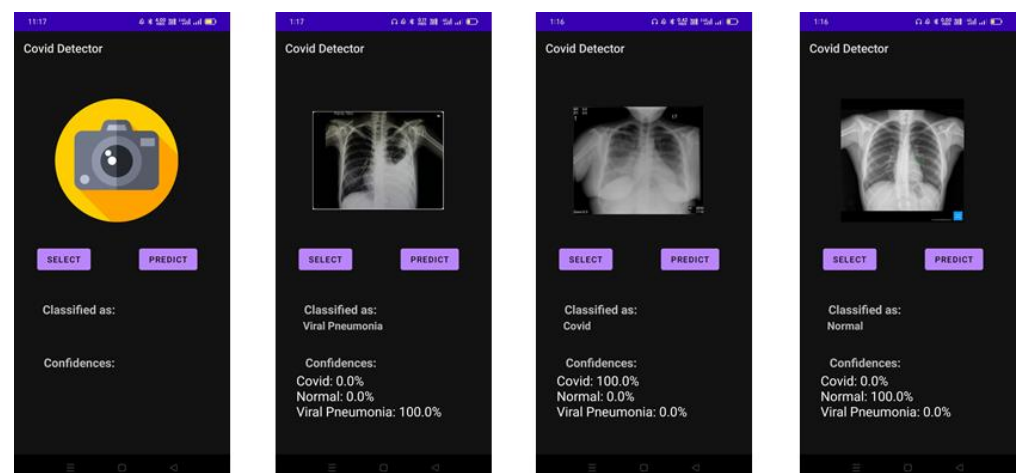 11:17
Covid Detector
SELECT
PREDICT
Classified as:
Confidences:
1:17
Covid Detector
SELECT
PREDICT
Classified as:
Viral Pneumonia
Confidences:
Covid: 0.0%
Normal: 0.0%
Viral Pneumonia: 100.0%
1:16
Covid Detector
17
SELECT
PREDICT
Classified as:
Covid
Confidences:
Covid: 100.0%
Normal: 0.0%
Viral Pneumonia: 0.0%
1:16
Covid Detector
SELECT
PREDICT
Classified as:
Normal
Confidences:
Covid: 0.0%
Normal: 100.0%
Viral Pneumonia: 0.0%